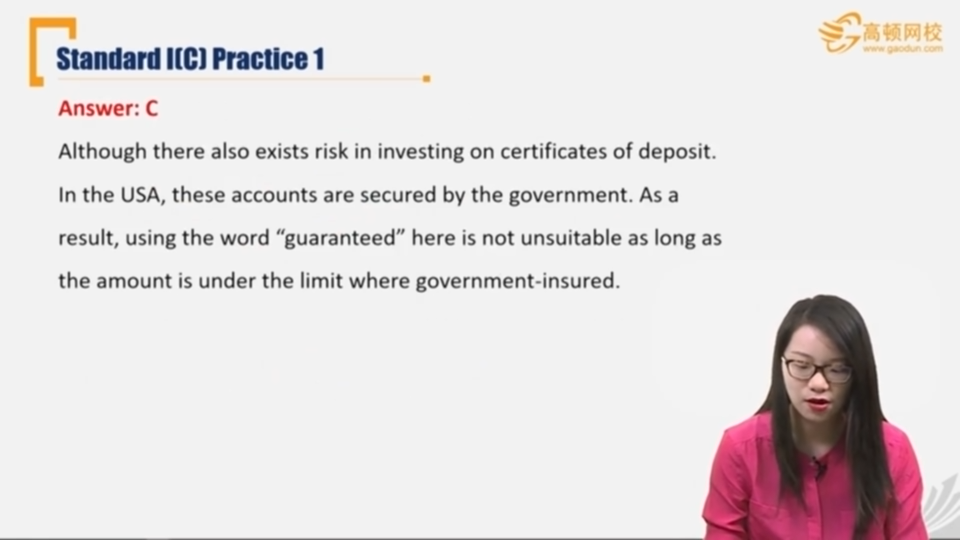 Standard I(C) Practice 1
高顿网校
www.gaodun.com
Answer: C
Although there also exists risk in investing on certificates of deposit.
In the USA, these accounts are secured by the government. As a
result, using the word “guaranteed” here is not unsuitable as long as
the amount is under the limit where government-insured.